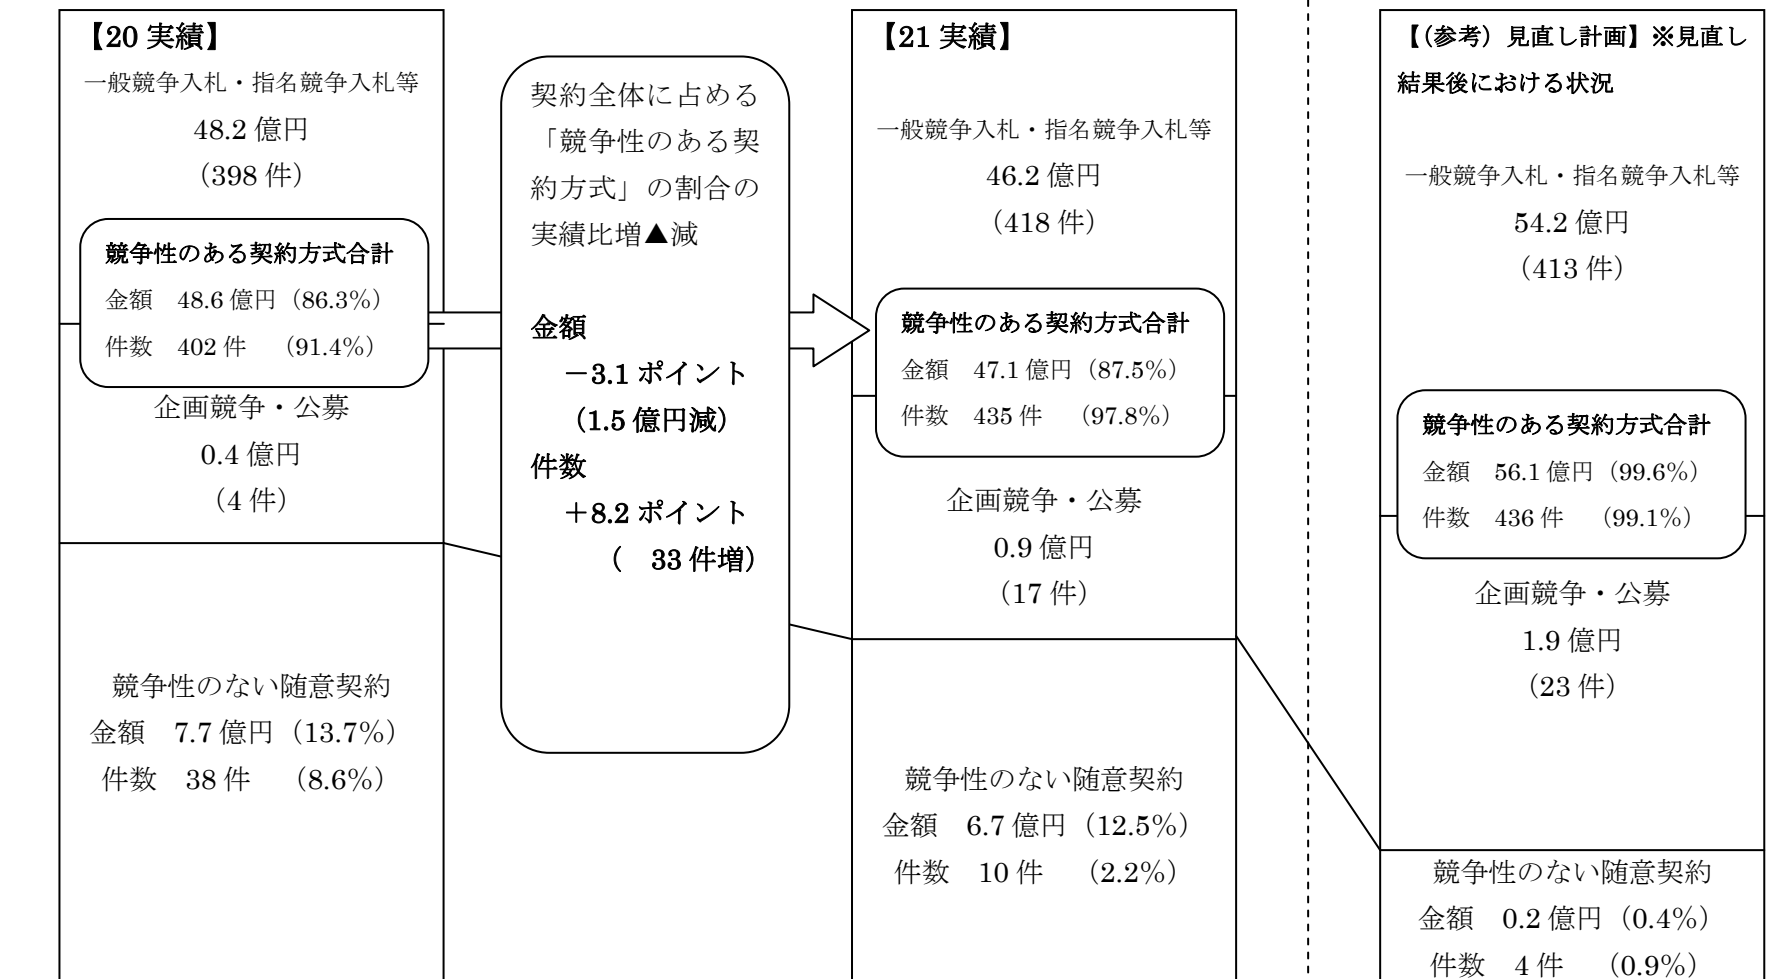 【20 実績】
一般競争入札・指名競争入札等
48.2 億円
（398 件）
競争性のある契約方式合計
金額　48.6 億円（86.3%）
件数　402 件　（91.4%）
企画競争・公募
0.4 億円
（4 件）
競争性のない随意契約
金額　7.7 億円（13.7%）
件数　38 件　（8.6%）
契約全体に占める
「競争性のある契
約方式」の割合の
実績比増▲減
金額
－3.1 ポイント
（1.5 億円減）
件数
＋8.2 ポイント
（　33 件増）
【21 実績】
一般競争入札・指名競争入札等
46.2 億円
（418 件）
競争性のある契約方式合計
金額　47.1 億円（87.5%）
件数　435 件　（97.8%）
企画競争・公募
0.9 億円
（17 件）
競争性のない随意契約
金額　6.7 億円（12.5%）
件数　10 件　（2.2%）
【（参考）見直し計画】※見直し
結果後における状況
一般競争入札・指名競争入札等
54.2 億円
（413 件）
競争性のある契約方式合計
金額　56.1 億円（99.6%）
件数　436 件　（99.1%）
企画競争・公募
1.9 億円
（23 件）
競争性のない随意契約
金額　0.2 億円（0.4%）
件数　4 件　（0.9%）